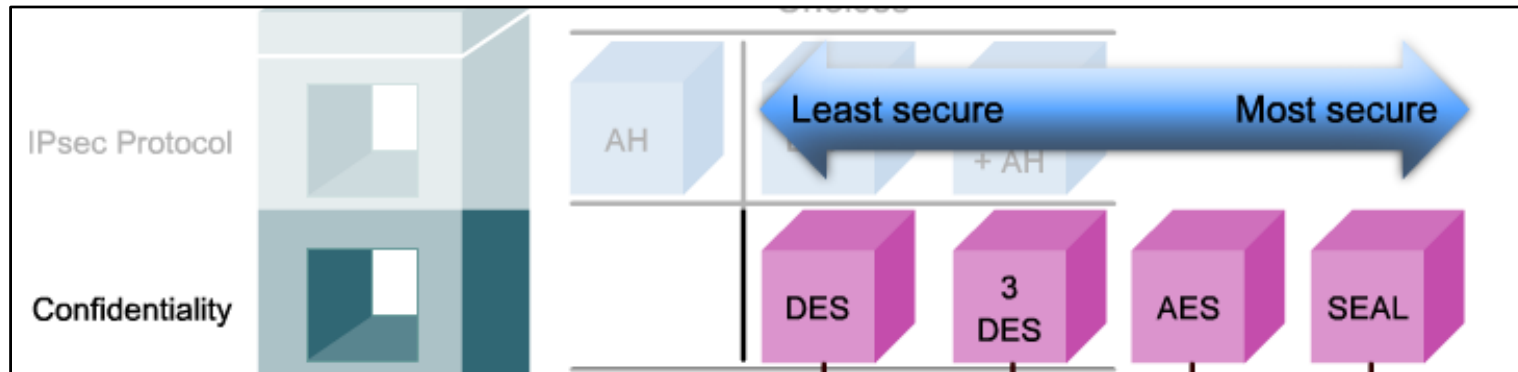 Least secure
Most secure
IPsec Protocol
AH
+ AH
Confidentiality
DES
3
DES
AES
SEAL